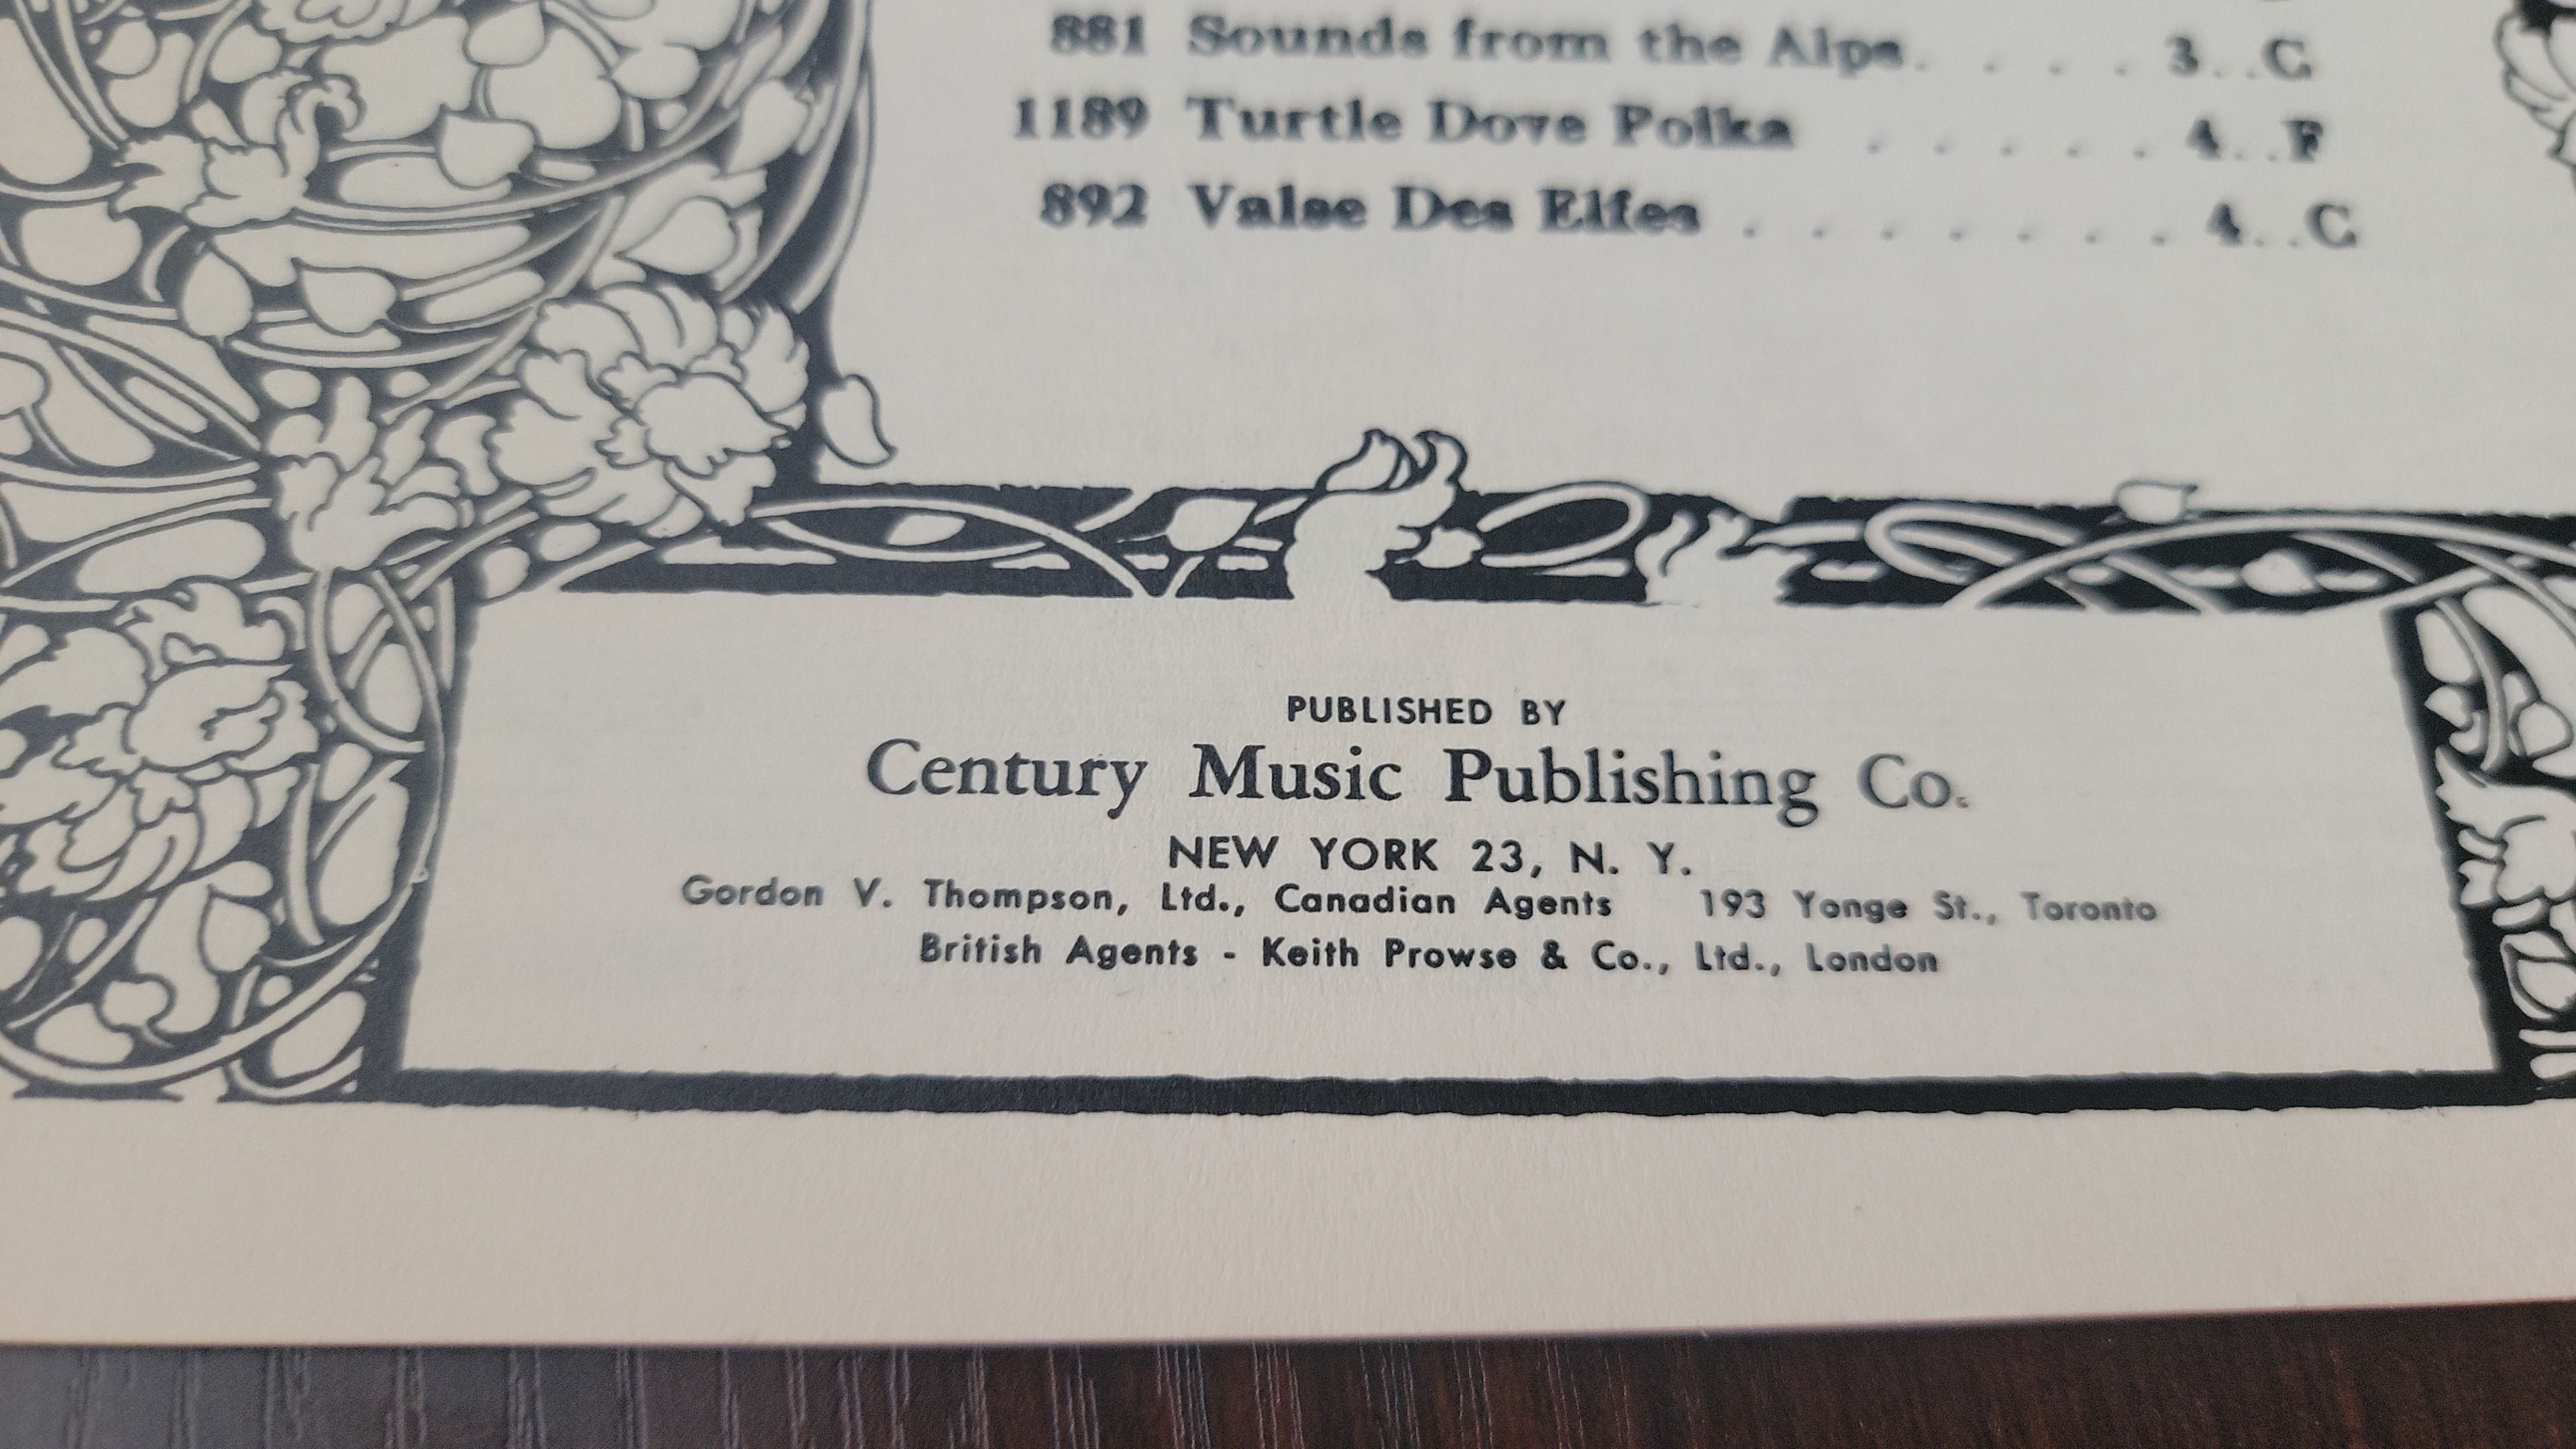 881 Sounds from the Alps. . . . . 3. .G
1189 Turtle Dove Polka . . . . . 4. .F
892 Valse Des Elfes . . . . . . . 4. .C
PUBLISHED BY
Century Music Publishing Co.
NEW YORK 23, N. Y.
Gordon V. Thompson, Ltd., Canadian Agents 193 Yonge St., Toronto
British Agents - Keith Prowse & Co., Ltd., London